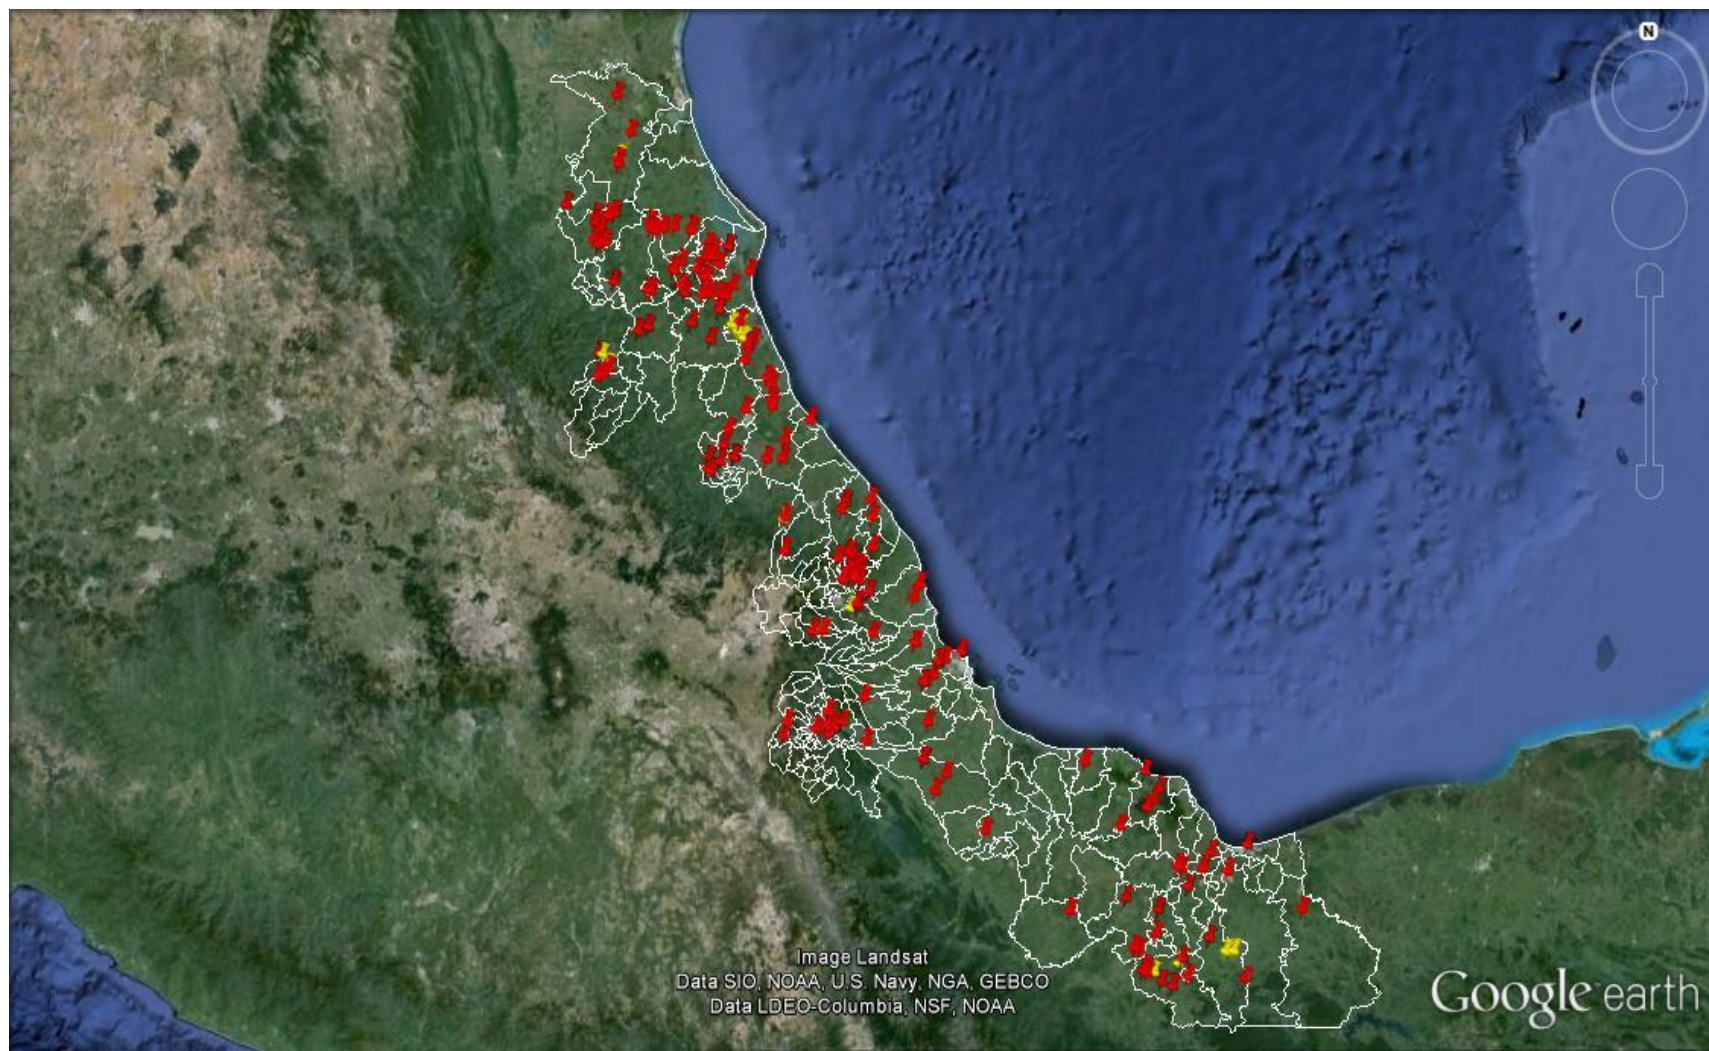 N
Image Landsat
Data SIO, NOAA, U.S. Navy, NGA, GEBCO
Data LDEO-Columbia, NSF, NOAA
Google earth